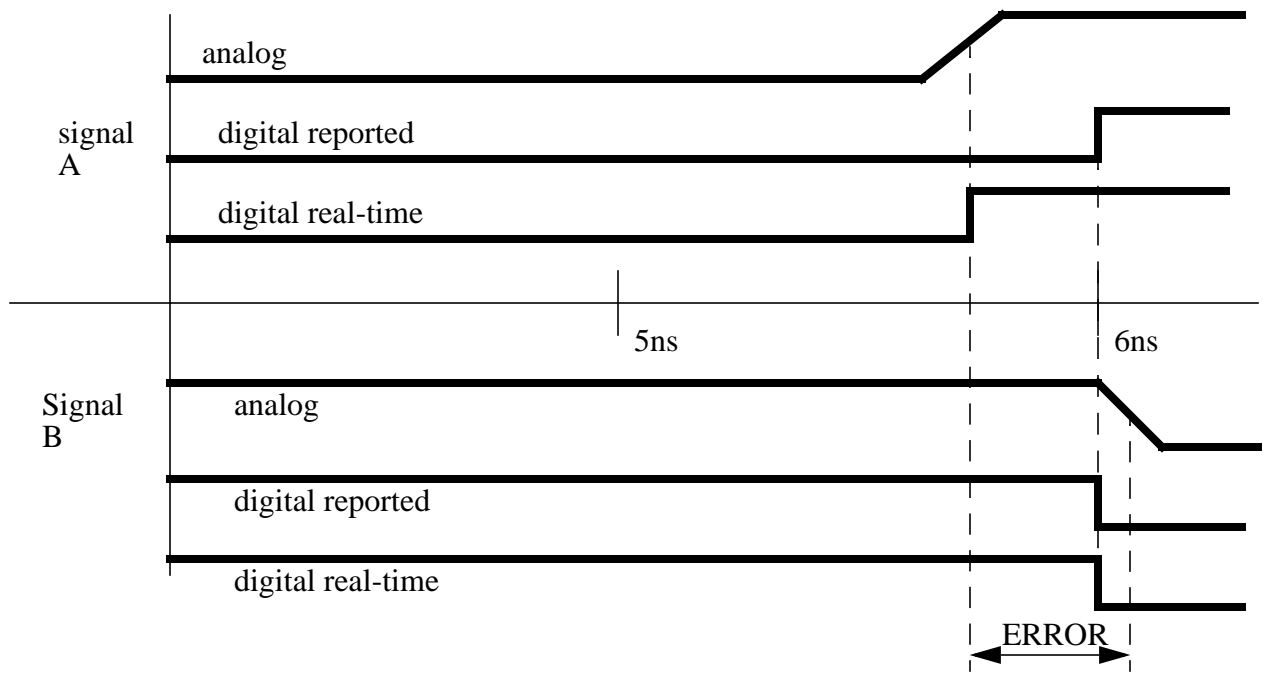 analog
signal
A
digital reported
digital real-time
5ns
6ns
Signal
B
analog
digital reported
digital real-time
ERROR